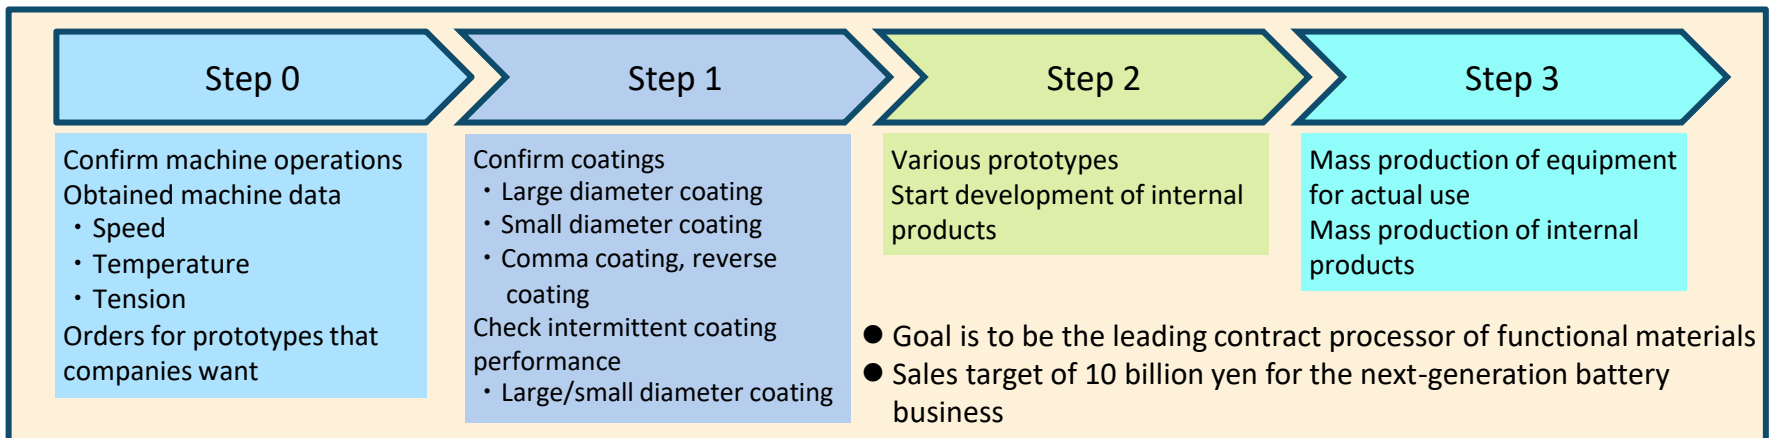 Step 0
Confirm machine operations
Obtained machine data
・Speed
・Temperature
・Tension
Orders for prototypes that
companies want
Step 1
Confirm coatings
・Large diameter coating
・Small diameter coating
・Comma coating, reverse
coating
Check intermittent coating
performance
・Large/small diameter coating
Step 2
Various prototypes
Start development of internal
products
Step 3
Mass production of equipment
for actual use
Mass production of internal
products
● Goal is to be the leading contract processor of functional materials
● Sales target of 10 billion yen for the next-generation battery
business